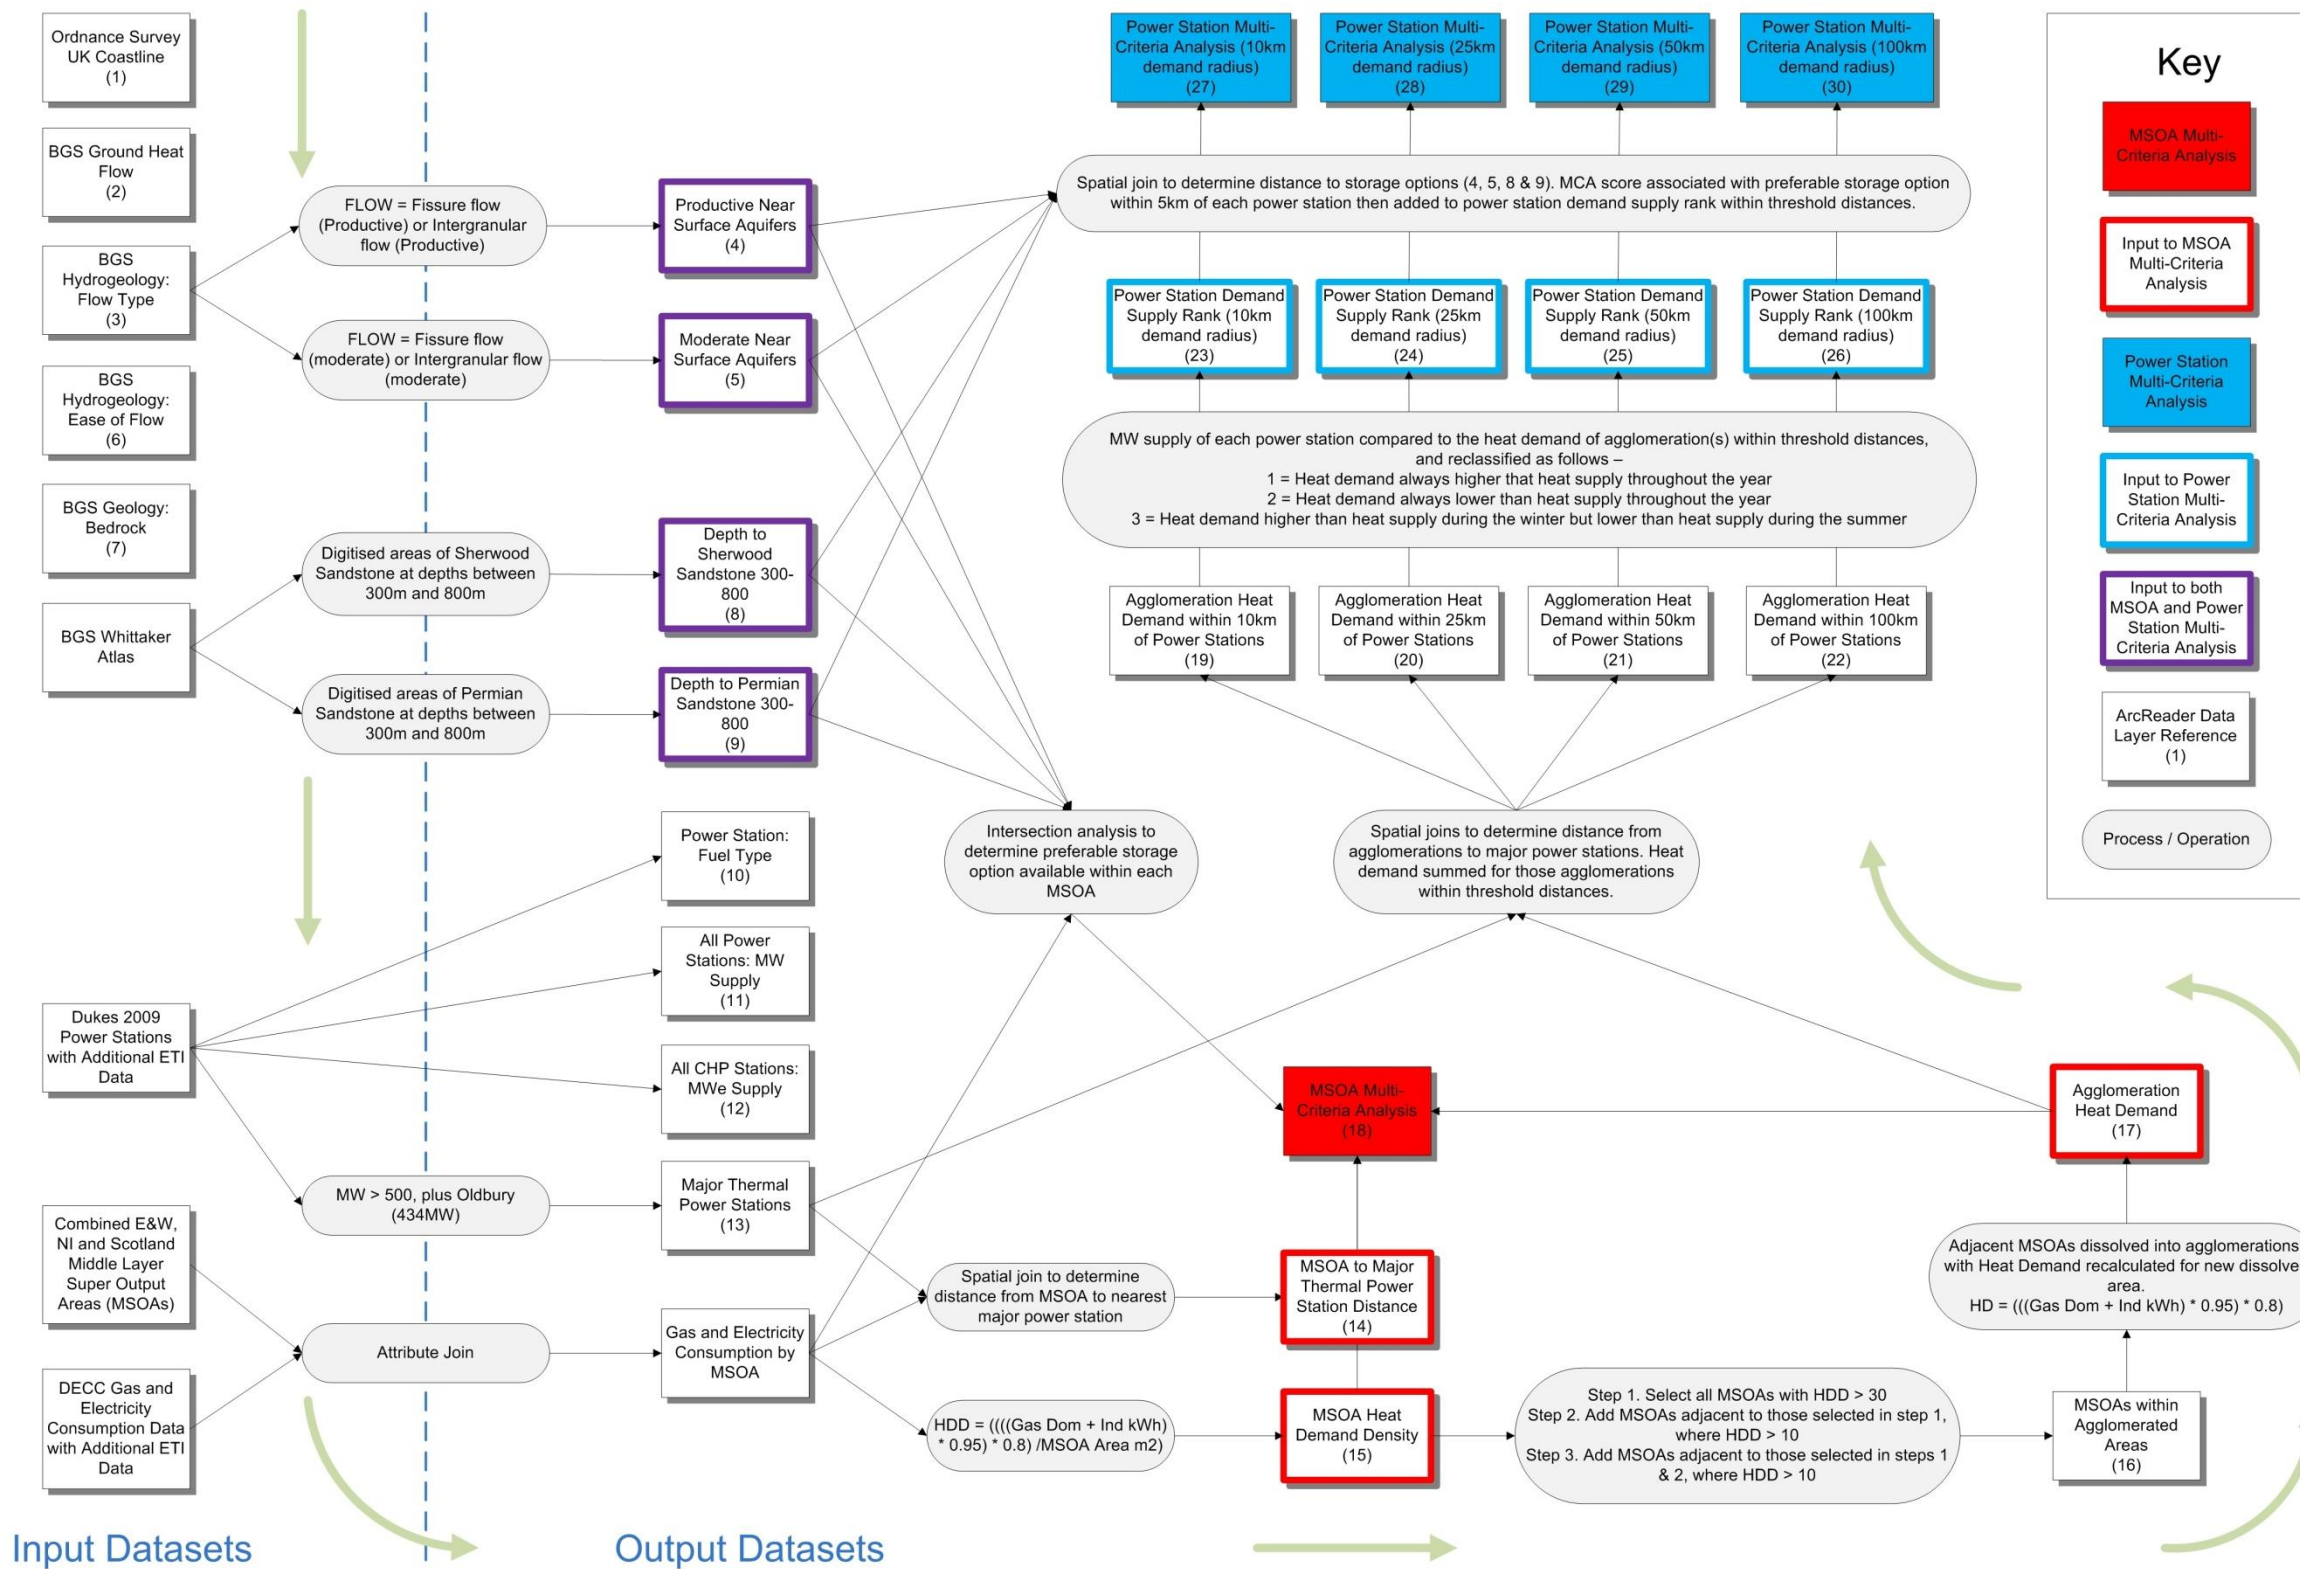 Ordnance Survey
UK Coastline
(1)
BGS Ground Heat
Flow
(2)
BGS
Hydrogeology:
Flow Type
(3)
BGS
Hydrogeology:
Ease of Flow
(6)
BGS Geology:
Bedrock
(7)
BGS Whittaker
Atlas
Dukes 2009
Power Stations
with Additional ETI
Data
Combined E&W,
NI and Scotland
Middle Layer
Super Output
Areas (MSOAs)
DECC Gas and
Electricity
Consumption Data
with Additional ETI
Data
Input Datasets
FLOW = Fissure flow
(Productive) or Intergranular
flow (Productive)
FLOW = Fissure flow
(moderate) or Intergranular flow
(moderate)
Digitised areas of Sherwood
Sandstone at depths between
300m and 800m
Digitised areas of Permian
Sandstone at depths between
300m and 800m
MW > 500, plus Oldbury
(434MW)
Attribute Join
Productive Near
Surface Aquifers
(4)
Moderate Near
Surface Aquifers
(5)
Depth to
Sherwood
Sandstone 300-
800
(8)
Depth to Permian
Sandstone 300-
800
(9)
Power Station:
Fuel Type
(10)
All Power
Stations: MW
Supply
(11)
All CHP Stations:
MWe Supply
(12)
Major Thermal
Power Stations
(13)
Gas and Electricity
Consumption by
MSOA
Output Datasets
Power Station Multi-
Criteria Analysis (10km
demand radius)
(27)
Power Station Multi-
Criteria Analysis (25km
demand radius)
(28)
Power Station Multi-
Criteria Analysis (50km
demand radius)
(29)
Power Station Multi-
Criteria Analysis (100km
demand radius)
(30)
Spatial join to determine distance to storage options (4, 5, 8 & 9). MCA score associated with preferable storage option
within 5km of each power station then added to power station demand supply rank within threshold distances.
Power Station Demand
Supply Rank (10km
demand radius)
(23)
Power Station Demand
Supply Rank (25km
demand radius)
(24)
Power Station Demand
Supply Rank (50km
demand radius)
(25)
Power Station Demand
Supply Rank (100km
demand radius)
(26)
MW supply of each power station compared to the heat demand of agglomeration(s) within threshold distances,
and reclassified as follows –
1 = Heat demand always higher that heat supply throughout the year
2 = Heat demand always lower than heat supply throughout the year
3 = Heat demand higher than heat supply during the winter but lower than heat supply during the summer
Agglomeration Heat
Demand within 10km
of Power Stations
(19)
Agglomeration Heat
Demand within 25km
of Power Stations
(20)
Agglomeration Heat
Demand within 50km
of Power Stations
(21)
Agglomeration Heat
Demand within 100km
of Power Stations
(22)
Intersection analysis to
determine preferable storage
option available within each
MSOA
Spatial joins to determine distance from
agglomerations to major power stations. Heat
demand summed for those agglomerations
within threshold distances.
MSOA Multi-
Criteria Analysis
(18)
Agglomeration
Heat Demand
(17)
Spatial join to determine
distance from MSOA to nearest
major power station
MSOA to Major
Thermal Power
Station Distance
(14)
Adjacent MSOAs dissolved into agglomerations
with Heat Demand recalculated for new dissolve
area.
HD = (((Gas Dom + Ind kWh) * 0.95) * 0.8)
HDD = ((((Gas Dom + Ind kWh)
* 0.95) * 0.8) /MSOA Area m2)
MSOA Heat
Demand Density
(15)
Step 1. Select all MSOAs with HDD > 30
Step 2. Add MSOAs adjacent to those selected in step 1,
where HDD > 10
Step 3. Add MSOAs adjacent to those selected in steps 1
& 2, where HDD > 10
MSOAs within
Agglomerated
Areas
(16)
Key
MSOA Multi-
Criteria Analysis
Input to MSOA
Multi-Criteria
Analysis
Power Station
Multi-Criteria
Analysis
Input to Power
Station Multi-
Criteria Analysis
Input to both
MSOA and Power
Station Multi-
Criteria Analysis
ArcReader Data
Layer Reference
(1)
Process / Operation